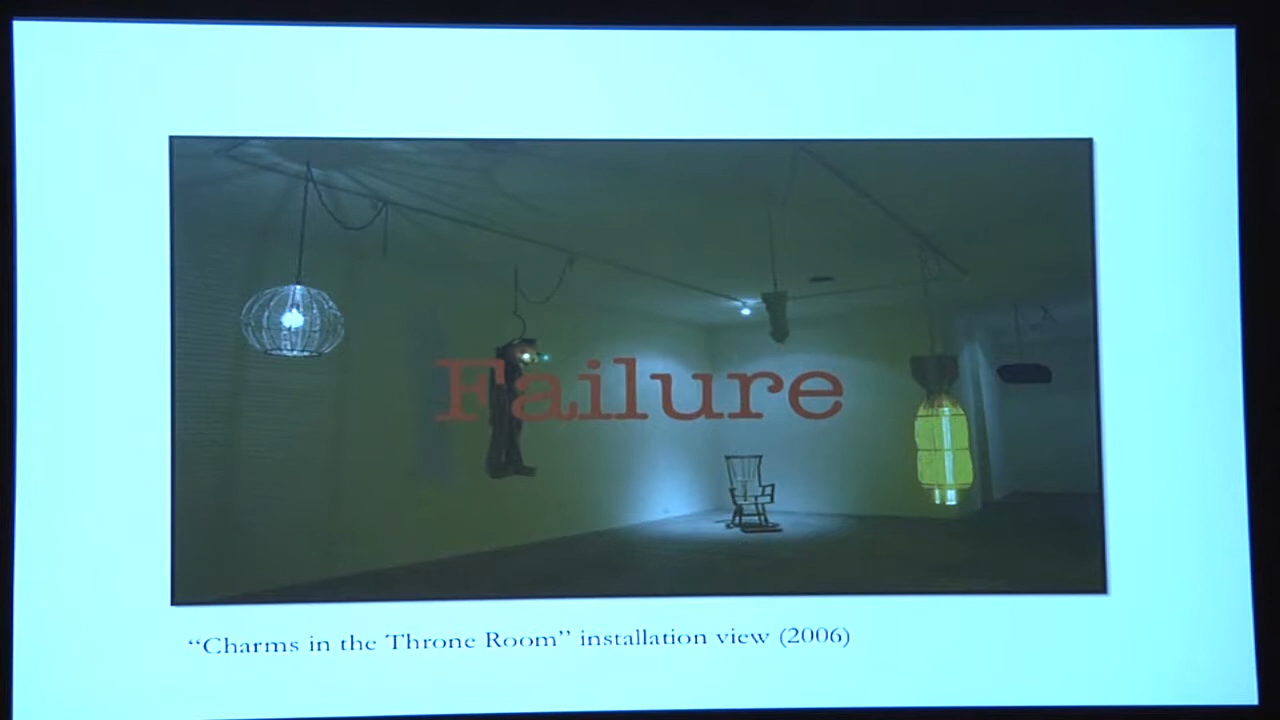 Failure
“Charms in the Throne Room” installation view (2006)